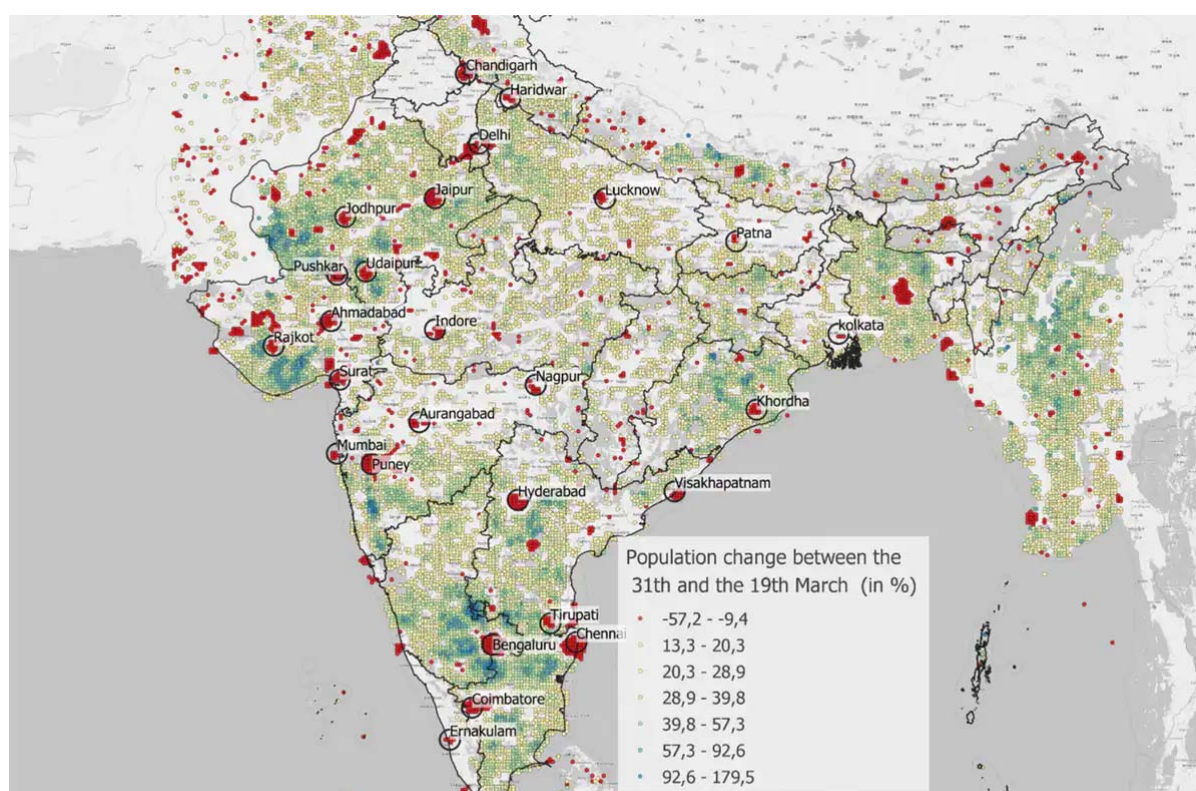 Chandigarh
Haridwar
Delhi
Jaipur
Lucknow
Jodhpur
Patna
Pushkar
Udaipur
Ahmadabad
Indore
kolkata
Rajkot
Surat
Nagpur
Khordha
Aurangabad
Mumbai
Puney
Hyderabad
Visakhapatnam
Population change between the
31th and the 19th March (in %)
-57,2 - -9,4
13,3 - 20,3
20,3 - 28,9
28,9 - 39,8
39,8 - 57,3
57,3 - 92,6
92,6 - 179,5
Tirupati
Chennai
Bengaluru
Coimbatore
Ernakulam